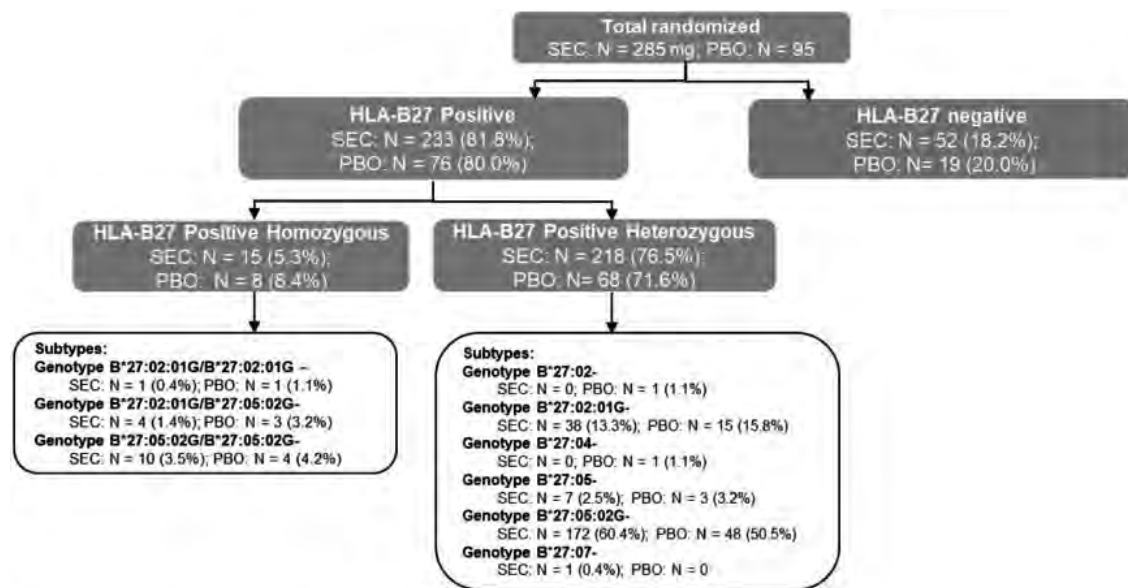 Total randomized
SEC: N = 285 mg; PBO: N = 95
HLA-B27 Positive
SEC: N = 233 (81.8%);
PBO: N = 76 (80.0%)
HLA-B27 negative
SEC: N = 52 (18.2%);
PBO: N= 19 (20.0%)
HLA-B27 Positive Homozygous
SEC: N = 15 (5.3%);
PBO: N = 8 (8.4%)
HLA-B27 Positive Heterozygous
SEC: N = 218 (76.5%);
PBO: N= 68 (71.6%)
Subtypes:
Genotype B*27:02:01G/B*27:02:01G –
SEC: N = 1 (0.4%); PBO: N = 1 (1.1%)
Genotype B*27:02:01G/B*27:05:02G-
SEC: N = 4 (1.4%); PBO: N = 3 (3.2%)
Genotype B*27:05:02G/B*27:05:02G-
SEC: N = 10 (3.5%); PBO: N = 4 (4.2%)
Subtypes:
Genotype B*27:02-
SEC: N = 0; PBO: N = 1 (1.1%)
Genotype B*27:02:01G-
SEC: N = 38 (13.3%); PBO: N = 15 (15.8%)
Genotype B*27:04-
SEC: N = 0; PBO: N = 1 (1.1%)
Genotype B*27:05-
SEC: N = 7 (2.5%); PBO: N = 3 (3.2%)
Genotype B*27:05:02G-
SEC: N = 172 (60.4%); PBO: N = 48 (50.5%)
Genotype B*27:07-
SEC: N = 1 (0.4%); PBO: N = 0